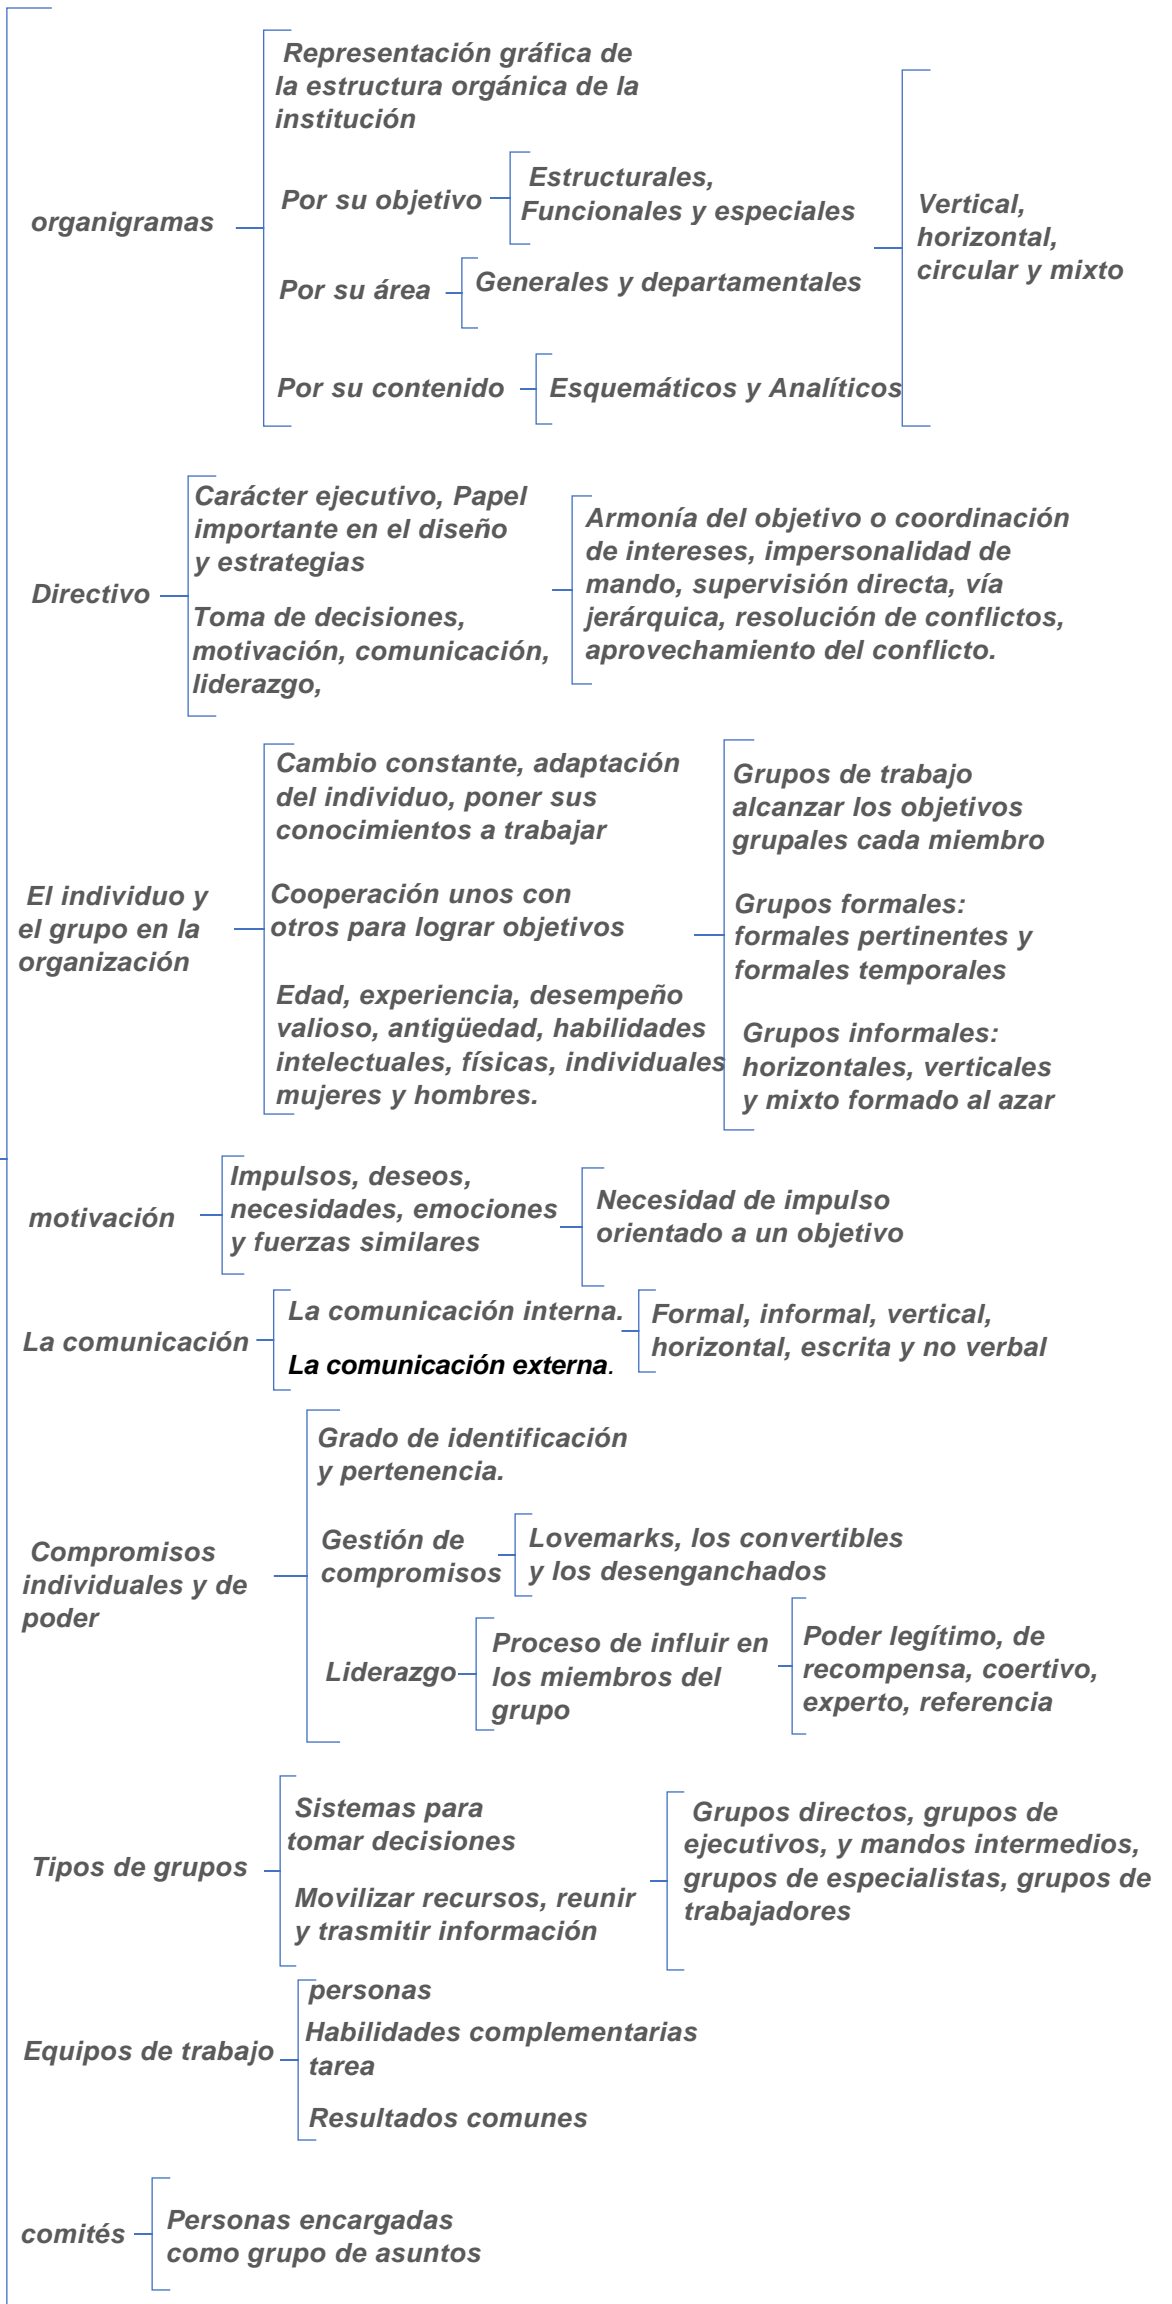 organigramas
Representación gráfica de
la estructura orgánica de la
institución
Por su objetivo
Estructurales,
Funcionales y especiales
Por su área
Generales y departamentales
Por su contenido
Esquemáticos y Analíticos
Vertical,
horizontal,
circular y mixto
Directivo
Carácter ejecutivo, Papel
importante en el diseño
y estrategias
Toma de decisiones,
motivación, comunicación,
liderazgo,
Armonía del objetivo o coordinación
de intereses, impersonalidad de
mando, supervisión directa, vía
jerárquica, resolución de conflictos,
aprovechamiento del conflicto.
El individuo y
el grupo en la
organización
Cambio constante, adaptación
del individuo, poner sus
conocimientos a trabajar
Cooperación unos con
otros para lograr objetivos
Edad, experiencia, desempeño
valioso, antigüedad, habilidades
intelectuales, físicas, individuales
mujeres y hombres.
Grupos de trabajo
alcanzar los objetivos
grupales cada miembro
Grupos formales:
formales pertinentes y
formales temporales
Grupos informales:
horizontales, verticales
y mixto formado al azar
motivación
Impulsos, deseos,
necesidades, emociones
y fuerzas similares
Necesidad de impulso
orientado a un objetivo
La comunicación
La comunicación interna.
La comunicación externa.
Formal, informal, vertical,
horizontal, escrita y no verbal
Compromisos
individuales y de
poder
Grado de identificación
y pertenencia.
Gestión de
compromisos
Lovemarks, los convertibles
y los desenganchados
Liderazgo
Proceso de influir en
los miembros del
grupo
Poder legítimo, de
recompensa, coertivo,
experto, referencia
Tipos de grupos
Sistemas para
tomar decisiones
Movilizar recursos, reunir
y trasmitir información
Grupos directos, grupos de
ejecutivos, y mandos intermedios,
grupos de especialistas, grupos de
trabajadores
Equipos de trabajo
personas
Habilidades complementarias
tarea
Resultados comunes
comités
Personas encargadas
como grupo de asuntos